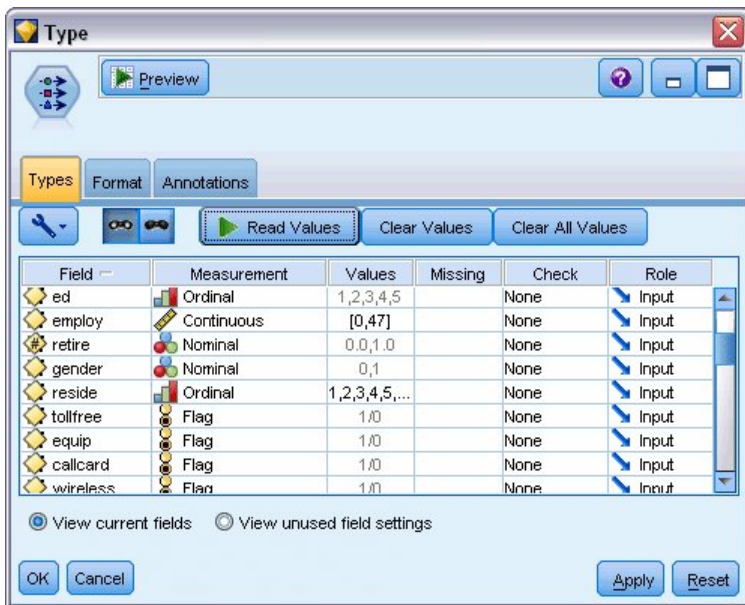 Type
Preview
Types Format Annotations
Read Values Clear Values Clear All Values
Field Measurement Values Missing Check Role
ed Ordinal 1,2,3,4,5 None Input
employ Continuous [0,47] None Input
retire Nominal 0.0,1.0 None Input
gender Nominal 0,1 None Input
reside Ordinal 1,2,3,4,5,... None Input
tollfree Flag 1/0 None Input
equip Flag 1/0 None Input
callcard Flag 1/0 None Input
wireless Flag 1/0 None Input
View current fields View unused field settings
OK Cancel Apply Reset